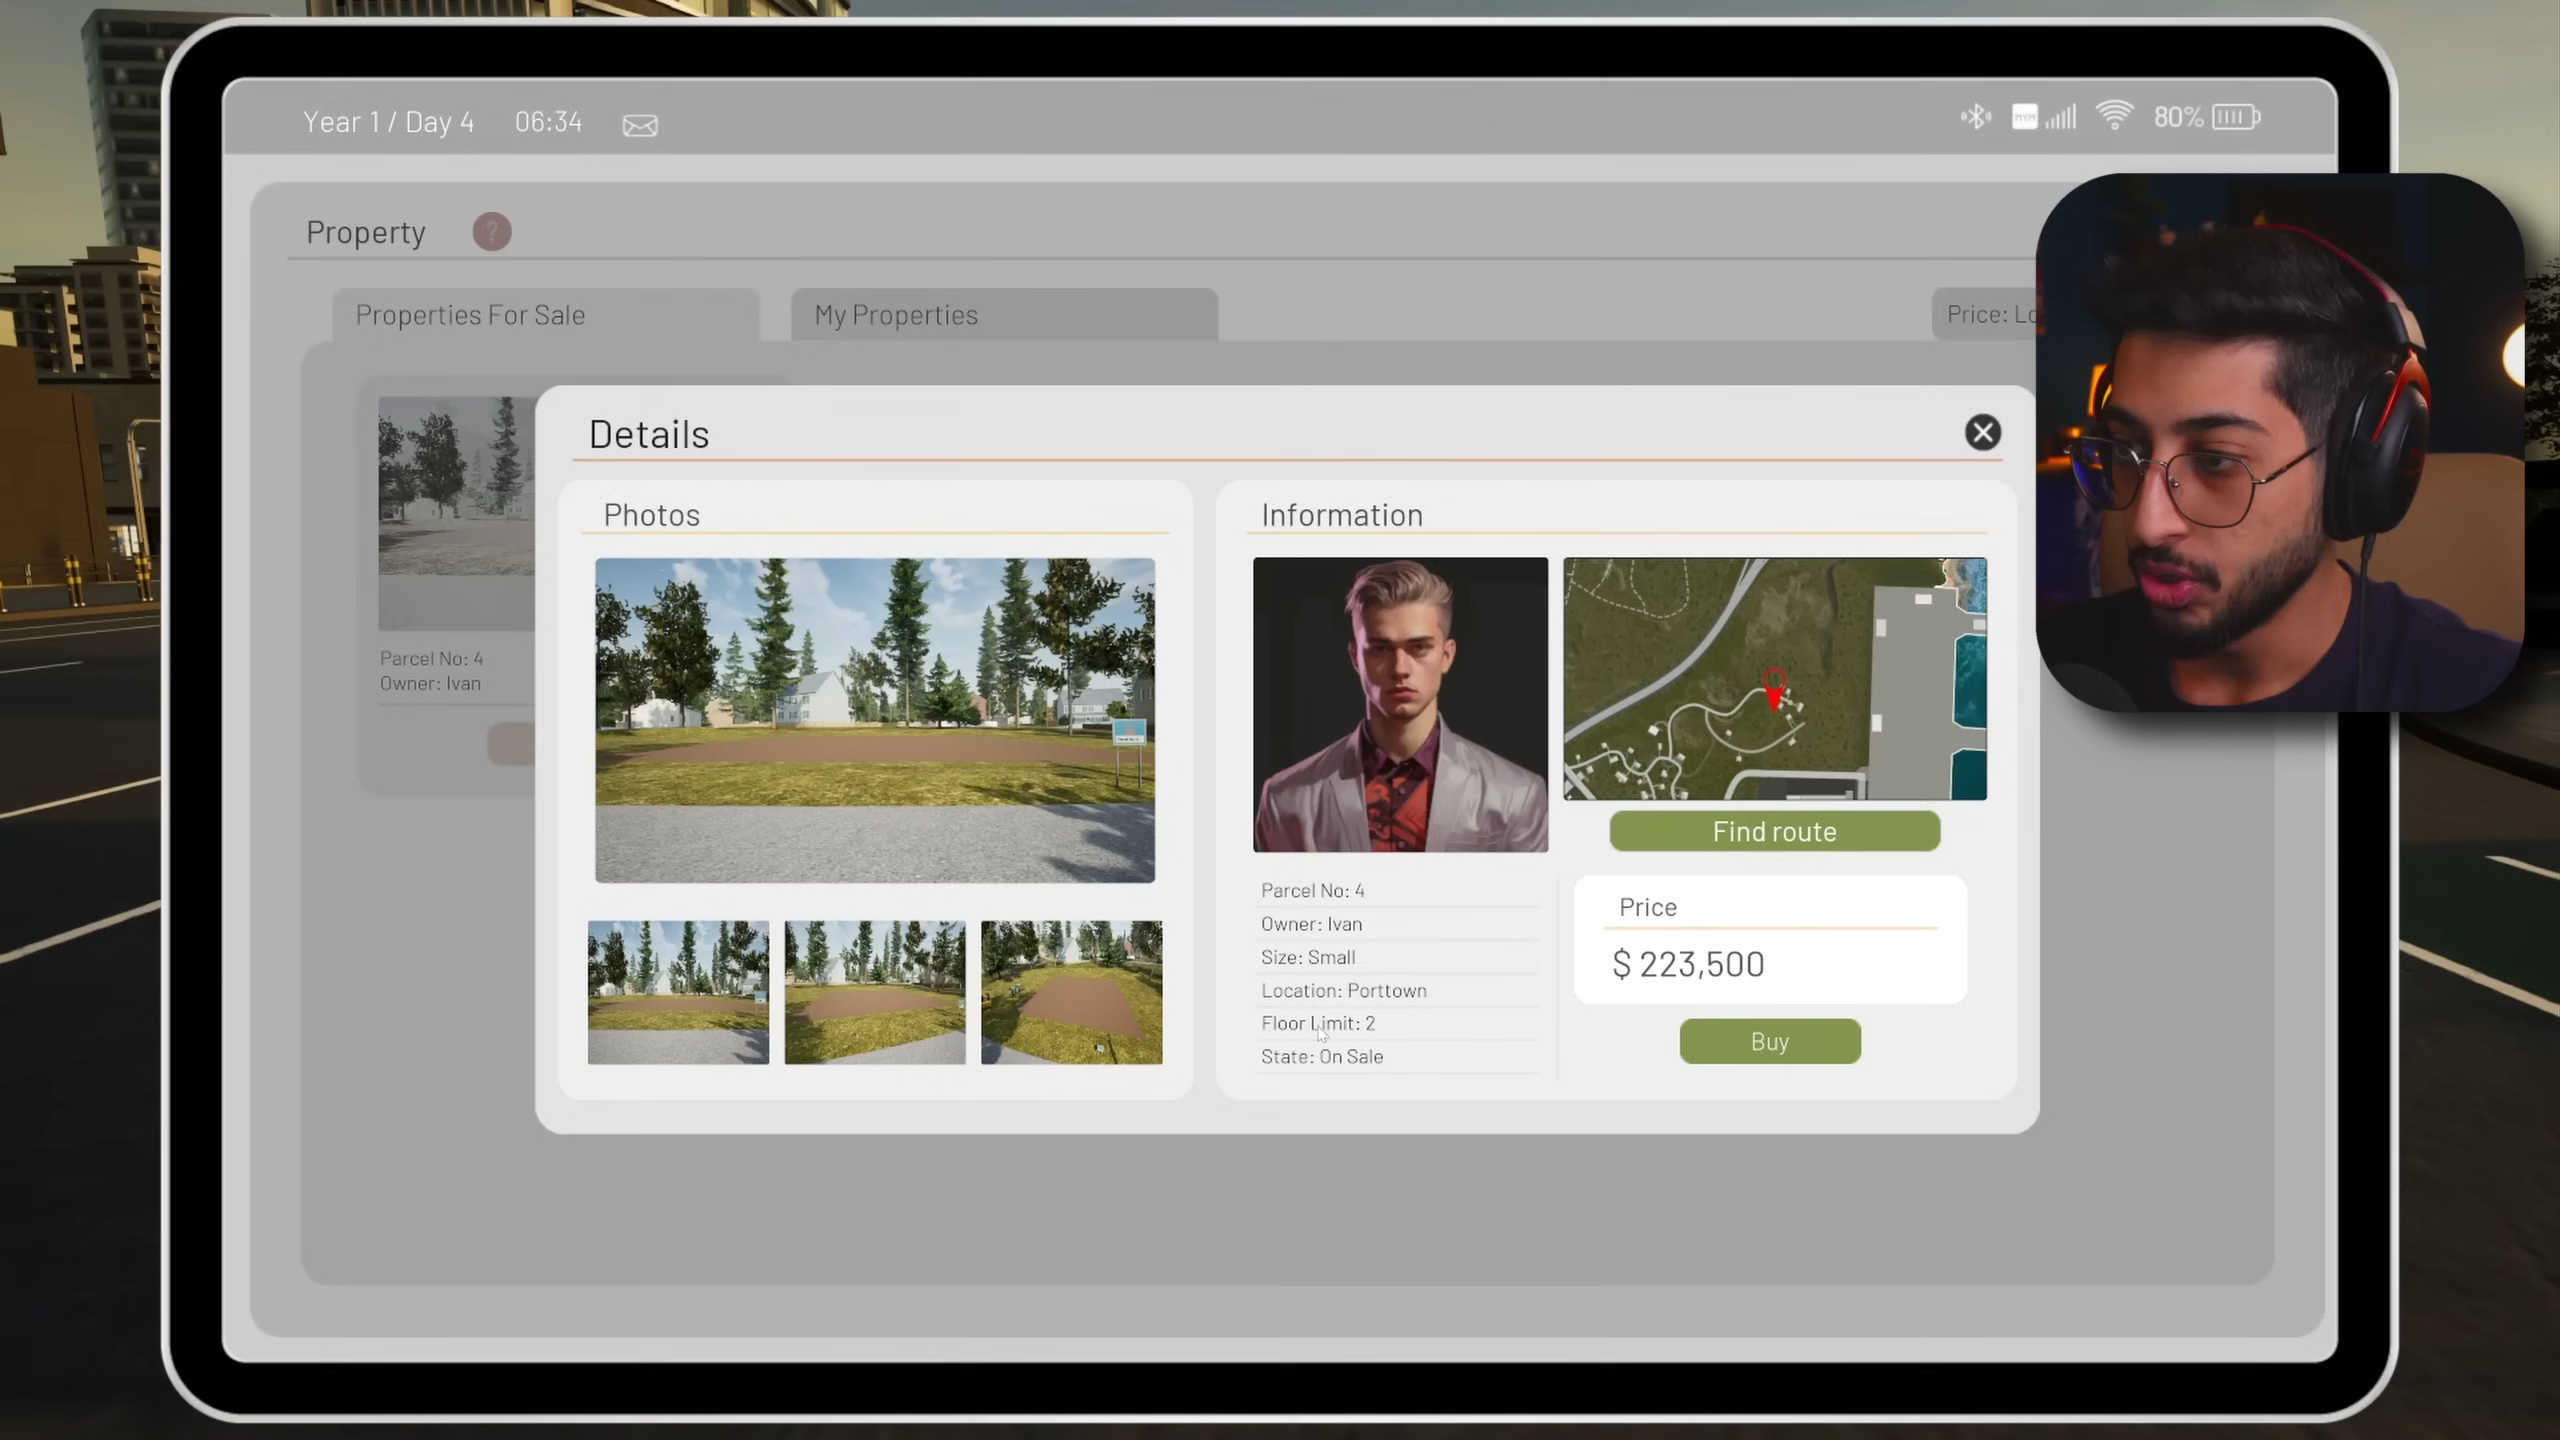 Year 1 / Day 4 06:34
80%
Property ?
Properties For Sale
My Properties
Price:
Parcel No: 4
Owner: Ivan
Details
Photos
Information
Find route
Parcel No: 4
Owner: Ivan
Size: Small
Location: Porttown
Floor Limit: 2
State: On Sale
Price
$ 223,500
Buy